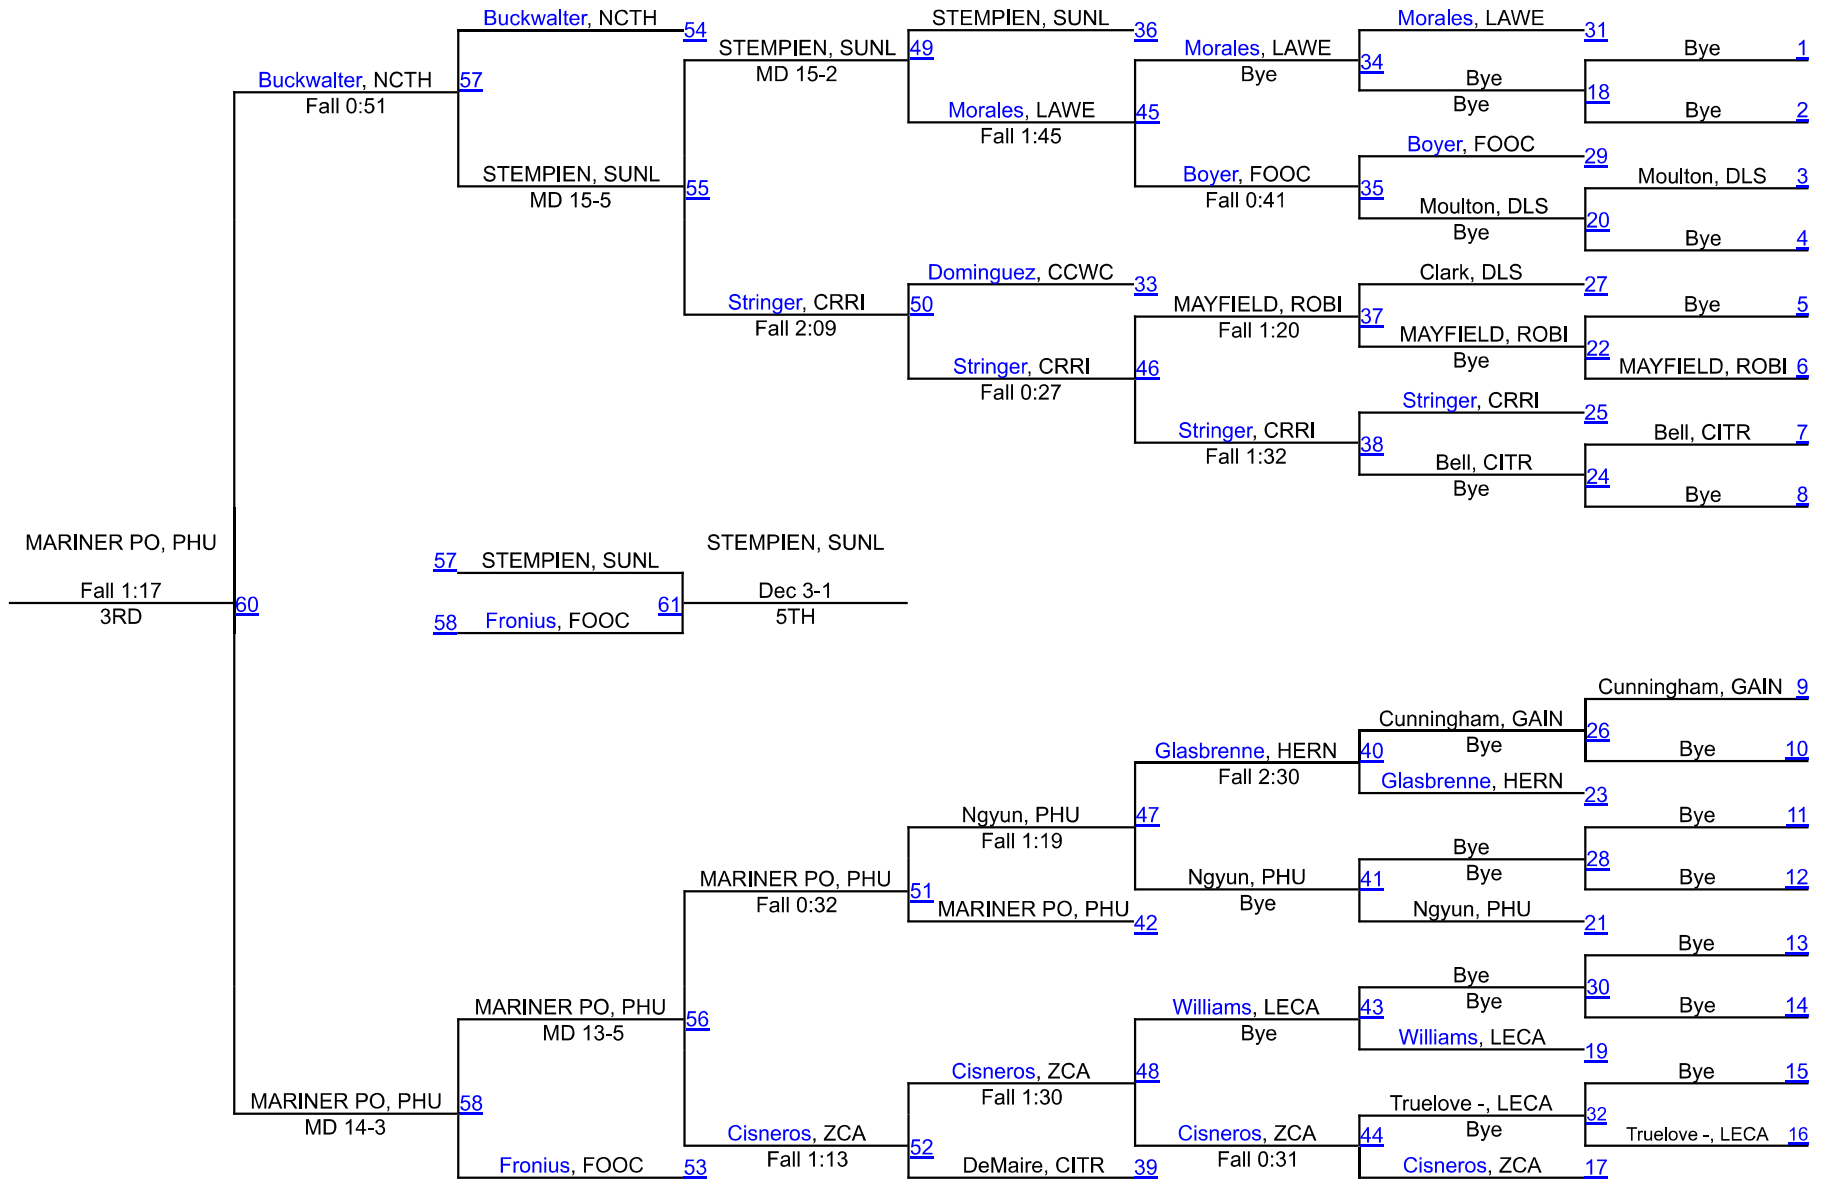 Buckwalter, NCTH 54
STEMPIEN, SUNL 36
Morales, LAWE 31
STEMPIEN, SUNL 49
Morales, LAWE 34
Bye 1
MD 15-2
Bye
Buckwalter, NCTH 57
Bye 18
Fall 0:51
Bye
Morales, LAWE 45
Bye 2
Fall 1:45
Boyer, FOOC 29
STEMPIEN, SUNL 55
Boyer, FOOC 35
Moulton, DLS 3
MD 15-5
Fall 0:41
Moulton, DLS 20
Bye
Bye 4
Dominguez, CCWC 33
Clark, DLS 27
Stringer, CRRI 50
MAYFIELD, ROBI 37
Bye 5
Fall 2:09
Fall 1:20
MAYFIELD, ROBI 22
Bye
Stringer, CRRI 46
MAYFIELD, ROBI 6
Fall 0:27
Stringer, CRRI 25
Stringer, CRRI 38
Bell, CITR 7
Fall 1:32
Bell, CITR 24
Bye
Bye 8
MARINER PO, PHU
STEMPIEN, SUNL
57 STEMPIEN, SUNL
Fall 1:17 60
61 Dec 3-1
3RD
5TH
58 Fronius, FOOC
Cunningham, GAIN 9
Cunningham, GAIN 26
Bye
Glasbrenne, HERN 40
Bye 10
Fall 2:30
Glasbrenne, HERN 23
Ngyun, PHU 47
Bye 11
Fall 1:19
Bye 28
Bye
MARINER PO, PHU 51
Ngyun, PHU 41
Bye 12
Fall 0:32
Bye
MARINER PO, PHU 42
Ngyun, PHU 21
Bye 13
Bye 30
Bye
MARINER PO, PHU 56
Williams, LECA 43
Bye 14
MD 13-5
Bye
Williams, LECA 19
Cisneros, ZCA 48
Bye 15
Fall 1:30
MARINER PO, PHU 58
Truelove -, LECA 32
MD 14-3
Bye
Cisneros, ZCA 52
Cisneros, ZCA 44
Truelove -, LECA 16
Fall 1:13
Fall 0:31
Fronius, FOOC 53
DeMaire, CITR 39
Cisneros, ZCA 17